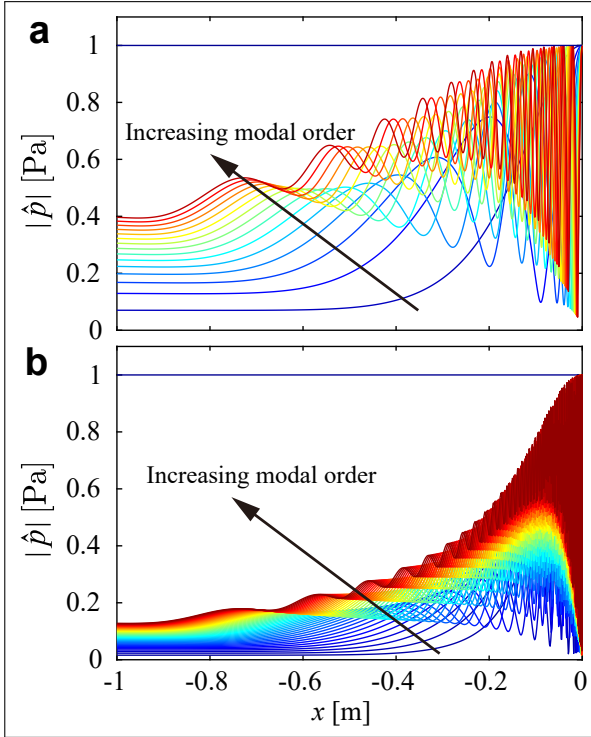 a
1
0.8
Increasing modal order
0.6
|p̂| [Pa]
0.4
0.2
0
b
1
0.8
Increasing modal order
0.6
|p̂| [Pa]
0.4
0.2
0
-1 -0.8 -0.6 -0.4 -0.2 0
x [m]